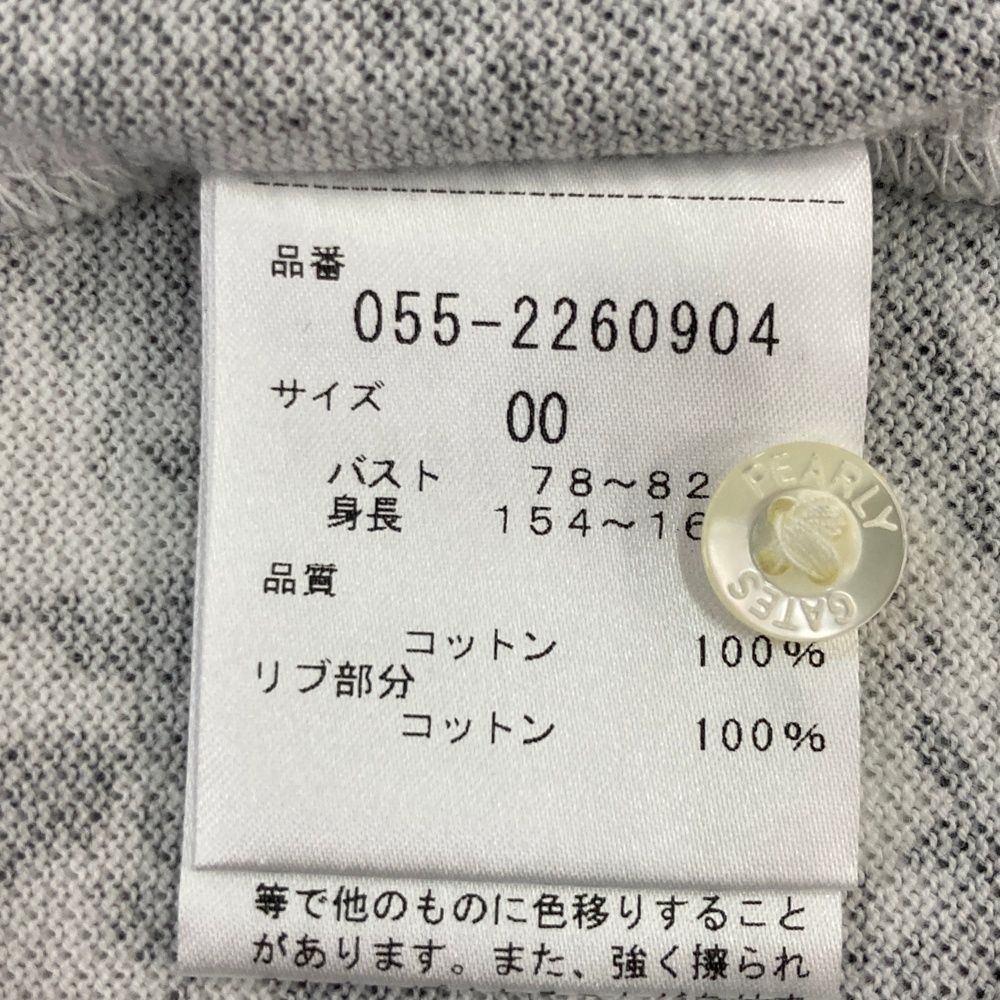 品番
055-2260904
サイズ 00
バスト 78～82
身長 154～16
品質
コットン 100%
リブ部分
コットン 100%
等で他のものに色移りすること
があります。また、強く擦られ
PEARLY
GATES